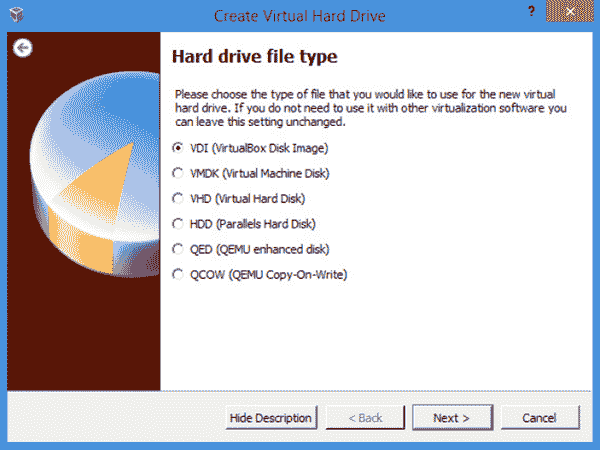 Create Virtual Hard Drive
?
Hard drive file type
Please choose the type of file that you would like to use for the new virtual
hard drive. If you do not need to use it with other virtualization software you
can leave this setting unchanged.
VDI (VirtualBox Disk Image)
VMDK (Virtual Machine Disk)
VHD (Virtual Hard Disk)
HDD (Parallels Hard Disk)
QED (QEMU enhanced disk)
QCOW (QEMU Copy-On-Write)
Hide Description < Back Next > Cancel